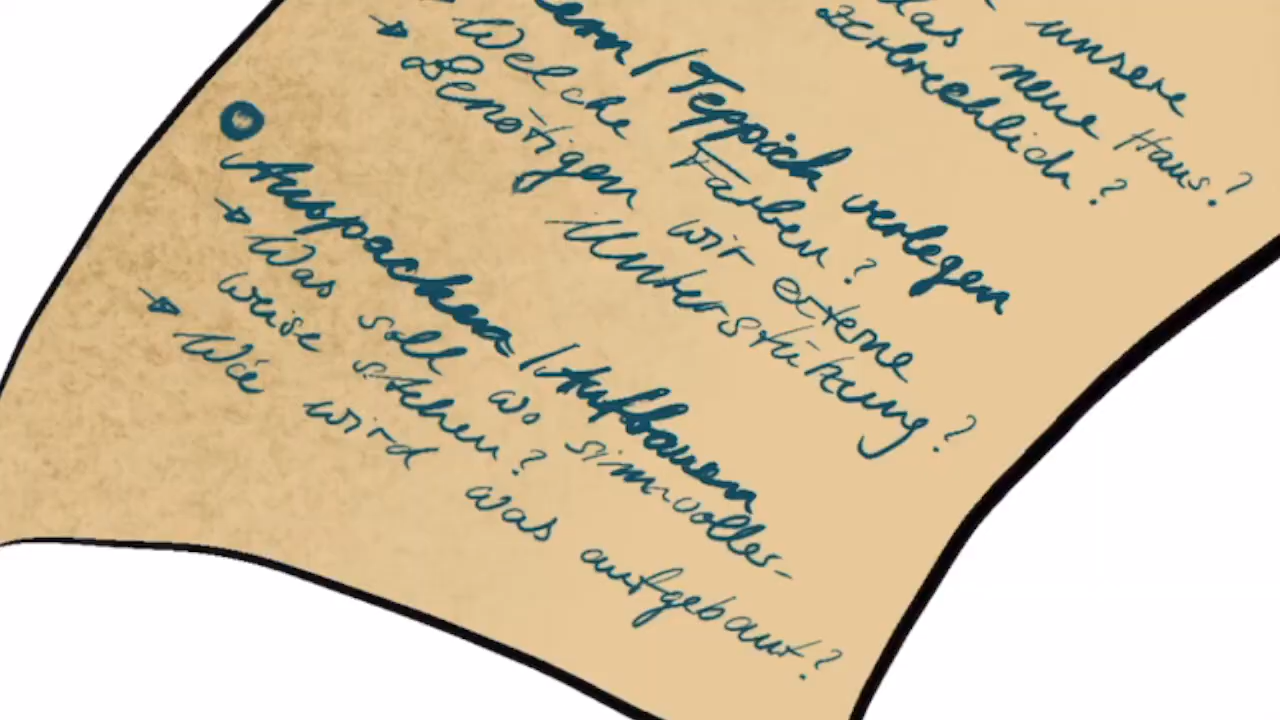 unsere
das neue Haus?
zerbrechlich?
/Teppich verlegen
→ Welche Farben?
→ Benötigen wir externe
Unterstützung?
Auspacken/Aufbauen
→ Was soll wo sinnvoller-
weise stehen?
→ Wie wird was aufgebaut?